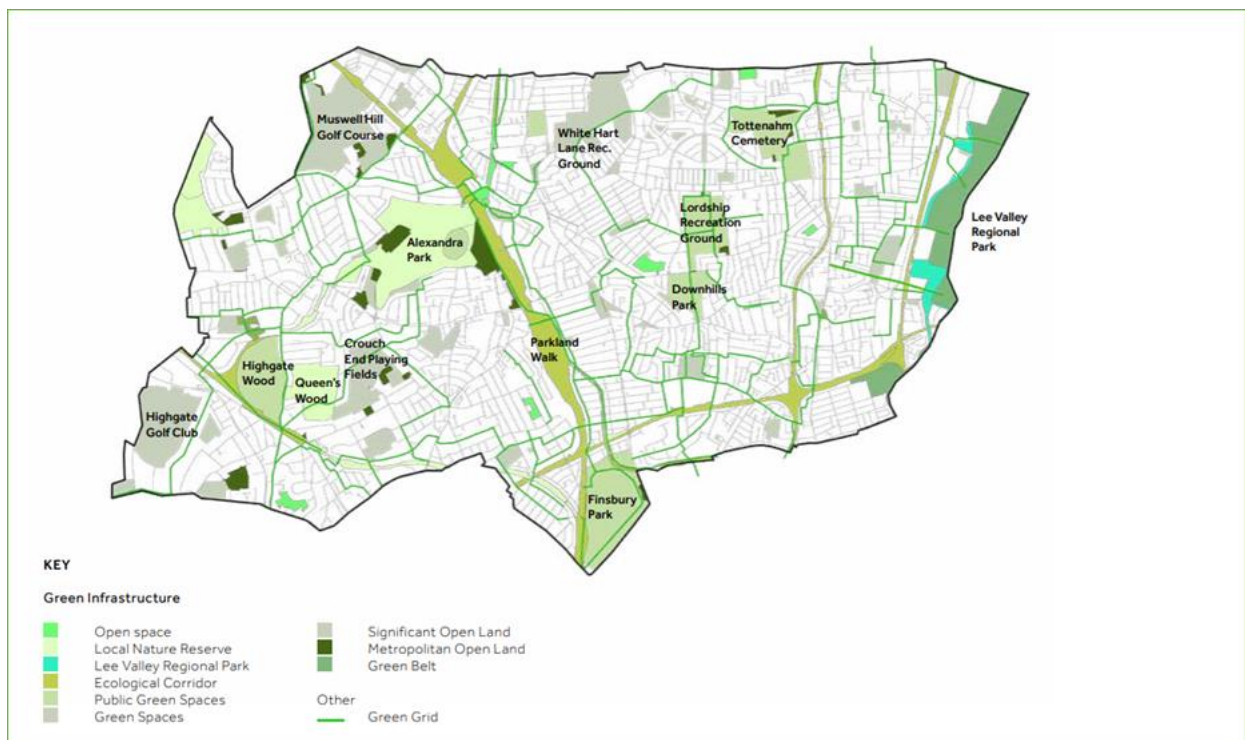 Muswell Hill
Golf Course
White Hart
Lane Rec.
Ground
Tottenahm
Cemetery
Lordship
Recreation
Ground
Lee Valley
Regional
Park
Alexandra
Park
Downhills
Park
Parkland
Walk
Crouch
End Playing
Fields
Highgate
Wood
Queen's
Wood
Highgate
Golf Club
Finsbury
Park
KEY
Green Infrastructure
Open space
Local Nature Reserve
Lee Valley Regional Park
Ecological Corridor
Public Green Spaces
Green Spaces
Significant Open Land
Metropolitan Open Land
Green Belt
Other
Green Grid